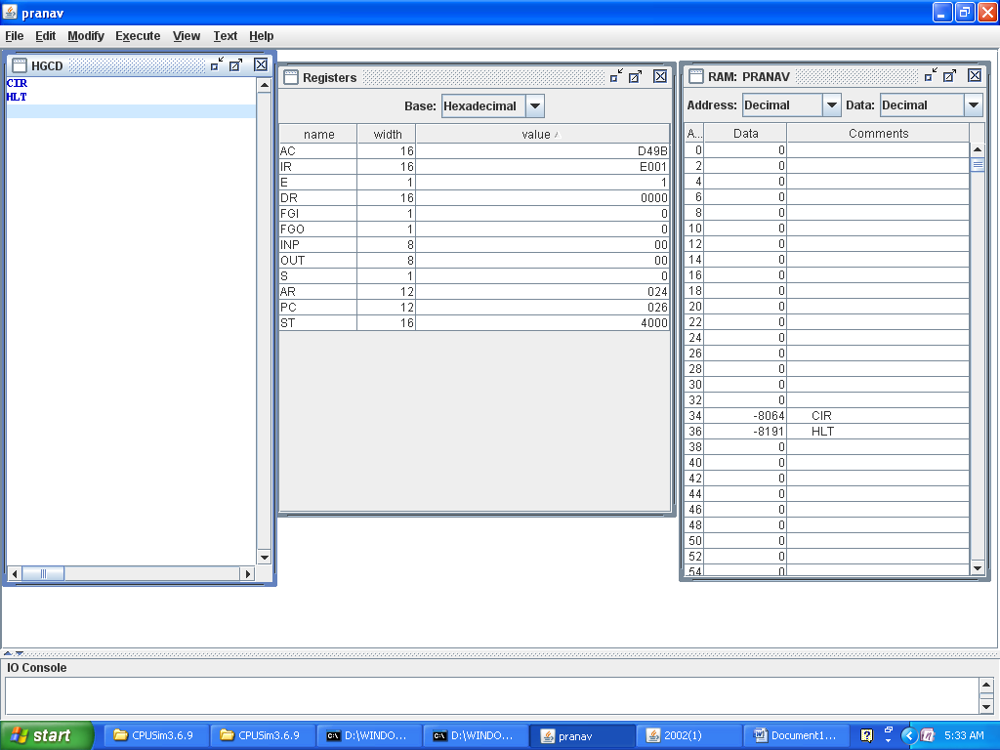 pranav
File Edit Modify Execute View Text Help
HGCD
CIR
HLT
Registers
Base: Hexadecimal
name width value
AC 16 D49B
IR 16 E001
E 1 1
DR 16 0000
FGI 1 0
FGO 1 0
INP 8 00
OUT 8 00
S 1 0
AR 12 024
PC 12 026
ST 16 4000
RAM: PRANAV
Address: Decimal Data: Decimal
A... Data Comments
0 0
2 0
4 0
6 0
8 0
10 0
12 0
14 0
16 0
18 0
20 0
22 0
24 0
26 0
28 0
30 0
32 0
34 -8064 CIR
36 -8191 HLT
38 0
40 0
42 0
44 0
46 0
48 0
50 0
52 0
54 0
IO Console
start CPUSim3.6.9 CPUSim3.6.9 D:\WINDO... D:\WINDO... pranav 2002(1) Document1... 5:33 AM